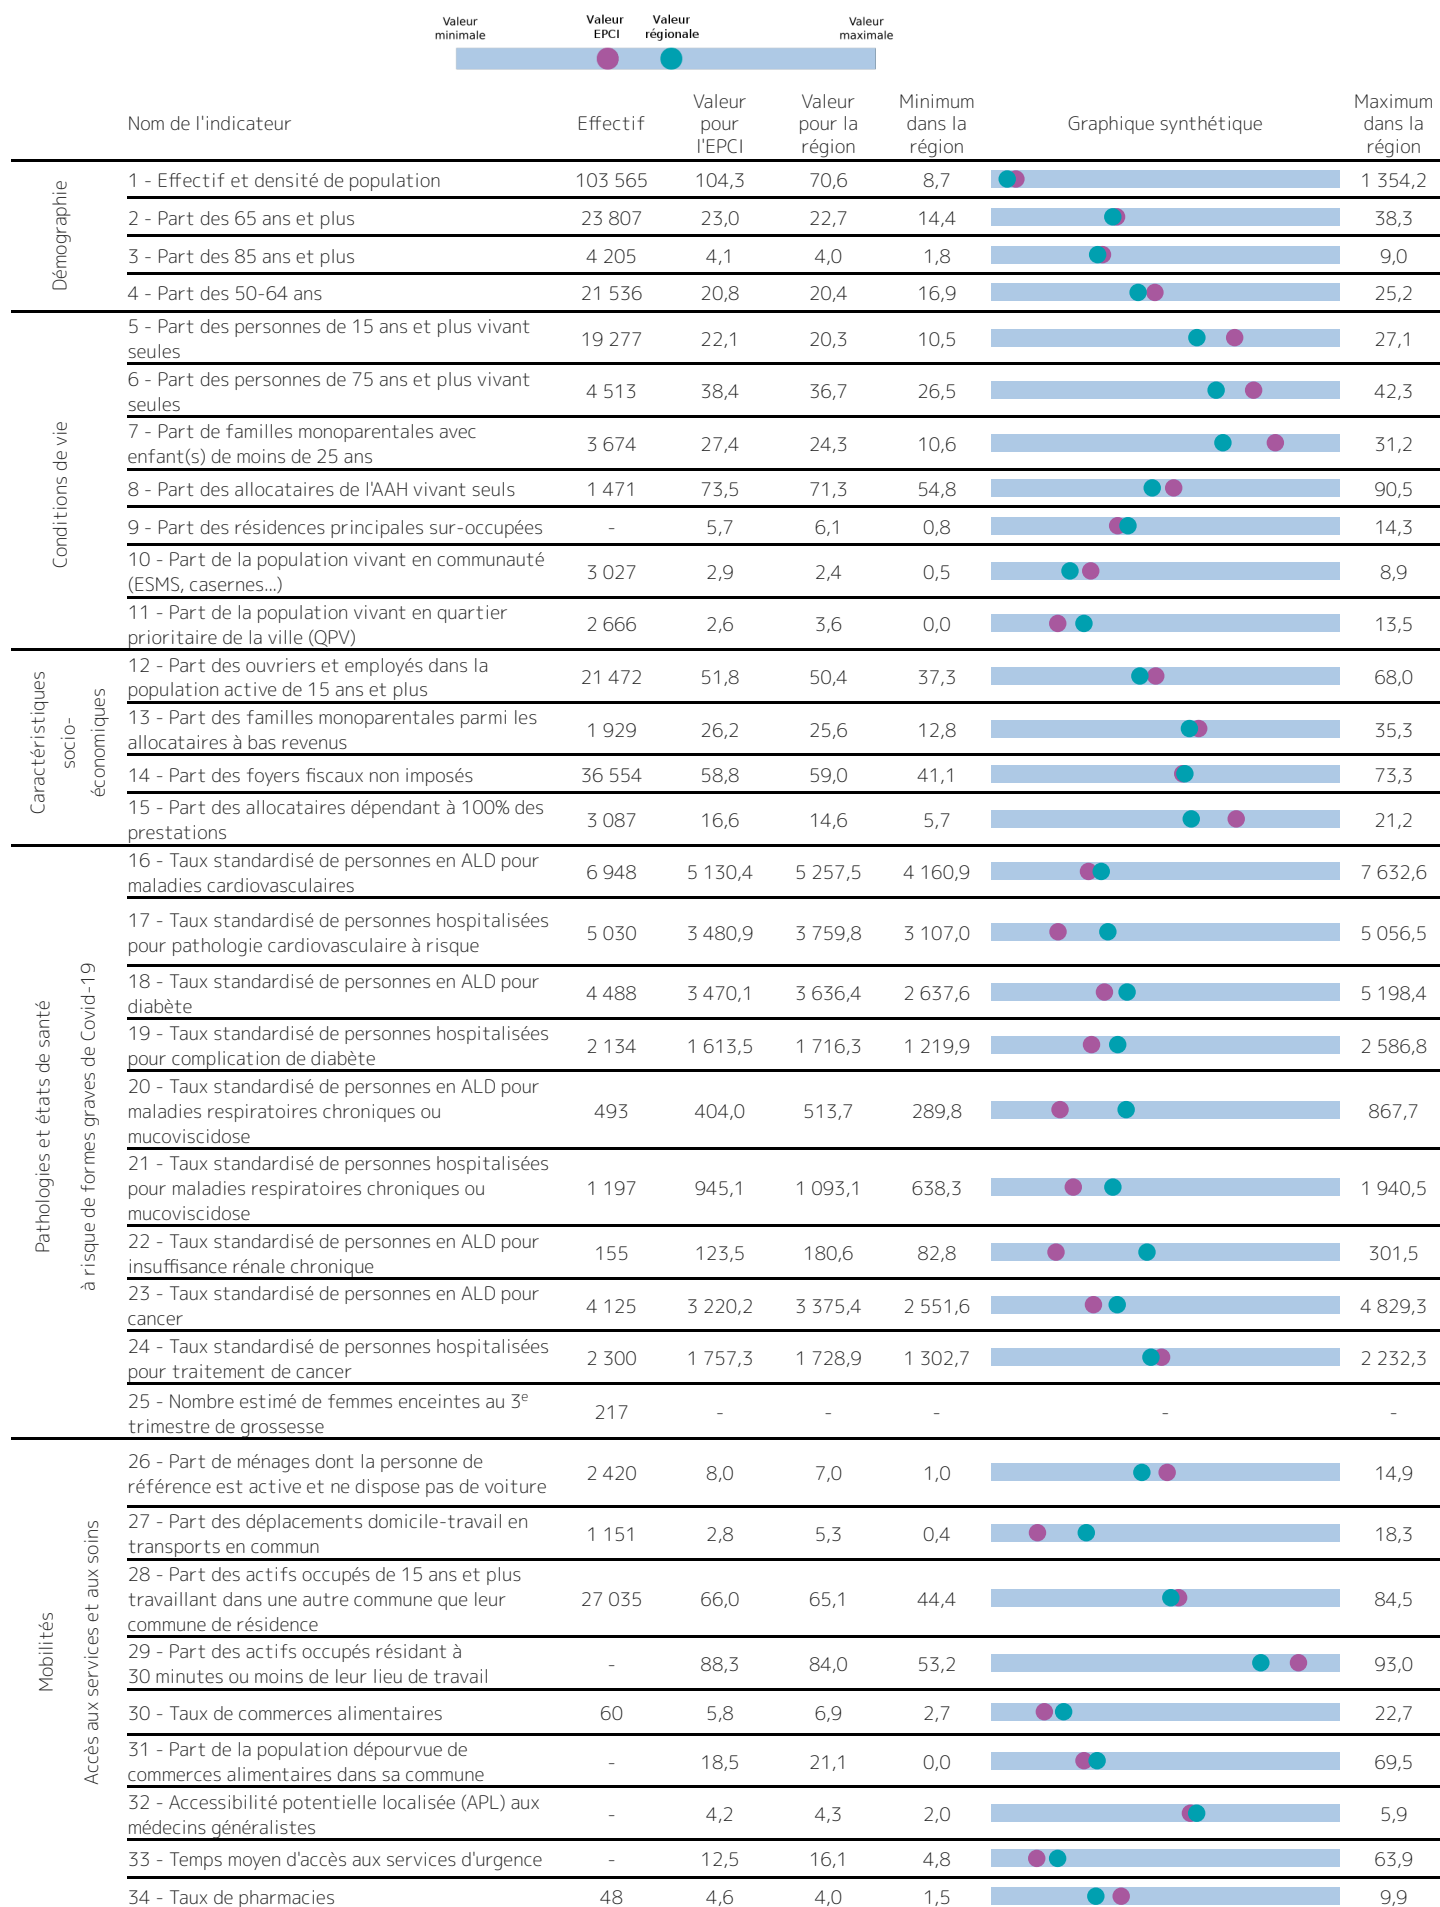 Valeur
minimale
Valeur
EPCI
Valeur
régionale
Valeur
maximale
Nom de l'indicateur
Effectif
Valeur
pour
l'EPCI
Valeur
pour la
région
Minimum
dans la
région
Graphique synthétique
Maximum
dans la
région
Démographie
1 - Effectif et densité de population 103 565 104,3 70,6 8,7 1 354,2
2 - Part des 65 ans et plus 23 807 23,0 22,7 14,4 38,3
3 - Part des 85 ans et plus 4 205 4,1 4,0 1,8 9,0
4 - Part des 50-64 ans 21 536 20,8 20,4 16,9 25,2
Conditions de vie
5 - Part des personnes de 15 ans et plus vivant
seules
19 277 22,1 20,3 10,5 27,1
6 - Part des personnes de 75 ans et plus vivant
seules
4 513 38,4 36,7 26,5 42,3
7 - Part de familles monoparentales avec
enfant(s) de moins de 25 ans
3 674 27,4 24,3 10,6 31,2
8 - Part des allocataires de l'AAH vivant seuls 1 471 73,5 71,3 54,8 90,5
9 - Part des résidences principales sur-occupées - 5,7 6,1 0,8 14,3
10 - Part de la population vivant en communauté
(ESMS, casernes...)
3 027 2,9 2,4 0,5 8,9
11 - Part de la population vivant en quartier
prioritaire de la ville (QPV)
2 666 2,6 3,6 0,0 13,5
Caractéristiques
socio-
économiques
12 - Part des ouvriers et employés dans la
population active de 15 ans et plus
21 472 51,8 50,4 37,3 68,0
13 - Part des familles monoparentales parmi les
allocataires à bas revenus
1 929 26,2 25,6 12,8 35,3
14 - Part des foyers fiscaux non imposés 36 554 58,8 59,0 41,1 73,3
15 - Part des allocataires dépendant à 100% des
prestations
3 087 16,6 14,6 5,7 21,2
Pathologies et états de santé
à risque de formes graves de Covid-19
16 - Taux standardisé de personnes en ALD pour
maladies cardiovasculaires
6 948 5 130,4 5 257,5 4 160,9 7 632,6
17 - Taux standardisé de personnes hospitalisées
pour pathologie cardiovasculaire à risque
5 030 3 480,9 3 759,8 3 107,0 5 056,5
18 - Taux standardisé de personnes en ALD pour
diabète
4 488 3 470,1 3 636,4 2 637,6 5 198,4
19 - Taux standardisé de personnes hospitalisées
pour complication de diabète
2 134 1 613,5 1 716,3 1 219,9 2 586,8
20 - Taux standardisé de personnes en ALD pour
maladies respiratoires chroniques ou
mucoviscidose
493 404,0 513,7 289,8 867,7
21 - Taux standardisé de personnes hospitalisées
pour maladies respiratoires chroniques ou
mucoviscidose
1 197 945,1 1 093,1 638,3 1 940,5
22 - Taux standardisé de personnes en ALD pour
insuffisance rénale chronique
155 123,5 180,6 82,8 301,5
23 - Taux standardisé de personnes en ALD pour
cancer
4 125 3 220,2 3 375,4 2 551,6 4 829,3
24 - Taux standardisé de personnes hospitalisées
pour traitement de cancer
2 300 1 757,3 1 728,9 1 302,7 2 232,3
25 - Nombre estimé de femmes enceintes au 3e
trimestre de grossesse
217 - - - - -
Mobilités
Accès aux services et aux soins
26 - Part de ménages dont la personne de
référence est active et ne dispose pas de voiture
2 420 8,0 7,0 1,0 14,9
27 - Part des déplacements domicile-travail en
transports en commun
1 151 2,8 5,3 0,4 18,3
28 - Part des actifs occupés de 15 ans et plus
travaillant dans une autre commune que leur
commune de résidence
27 035 66,0 65,1 44,4 84,5
29 - Part des actifs occupés résidant à
30 minutes ou moins de leur lieu de travail
- 88,3 84,0 53,2 93,0
30 - Taux de commerces alimentaires 60 5,8 6,9 2,7 22,7
31 - Part de la population dépourvue de
commerces alimentaires dans sa commune
- 18,5 21,1 0,0 69,5
32 - Accessibilité potentielle localisée (APL) aux
médecins généralistes
- 4,2 4,3 2,0 5,9
33 - Temps moyen d'accès aux services d'urgence - 12,5 16,1 4,8 63,9
34 - Taux de pharmacies 48 4,6 4,0 1,5 9,9